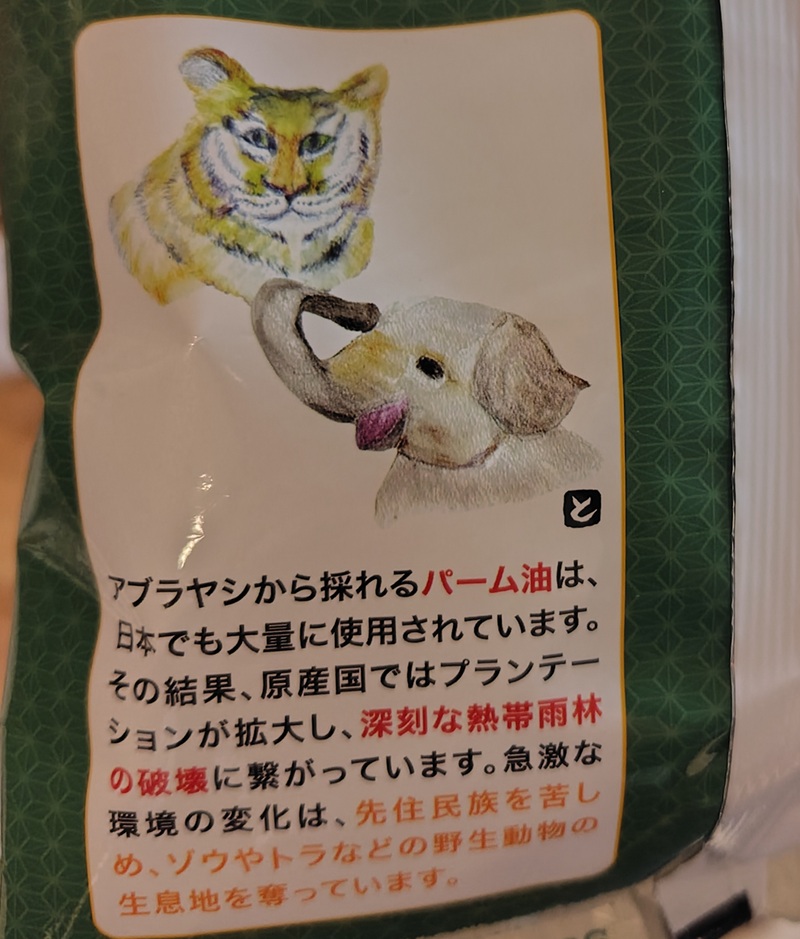 と
アブラヤシから採れるパーム油は、
日本でも大量に使用されています。
その結果、原産国ではプランテー
ションが拡大し、深刻な熱帯雨林
の破壊に繋がっています。急激な
環境の変化は、先住民族を苦し
め、ゾウやトラなどの野生動物の
生息地を奪っています。